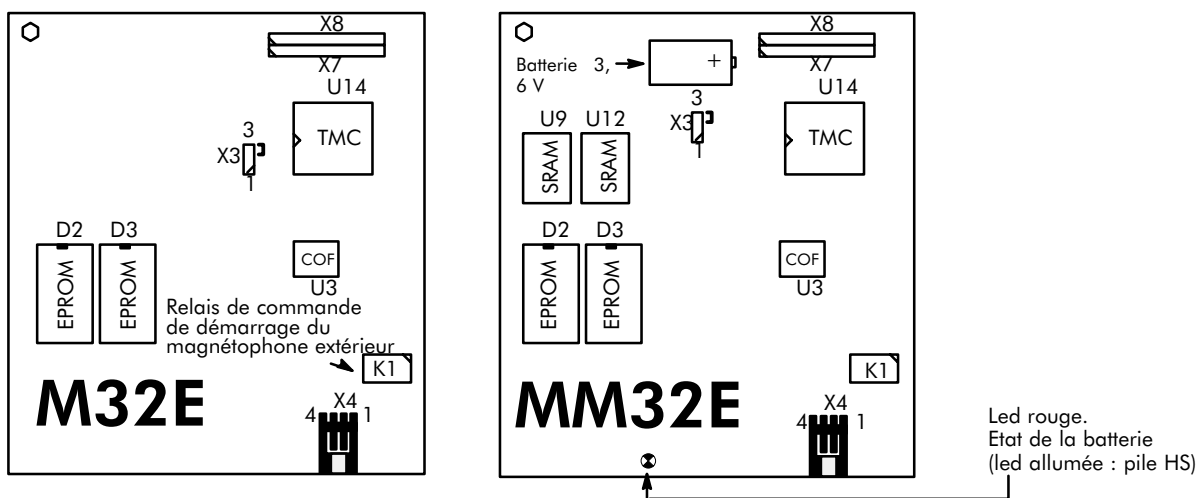 X8
X7
U14
TMC
3
X3
1
D2 D3
EPROM EPROM
COF
U3
Relais de commande
de démarrage du
magnétophone extérieur
K1
M32E
X4
4 1
X8
X7
U14
TMC
Batterie 3,
6 V
+
3
X3
1
U9 U12
SRAM SRAM
D2 D3
EPROM EPROM
COF
U3
K1
MM32E
X4
4 1
Led rouge.
Etat de la batterie
(led allumée : pile HS)